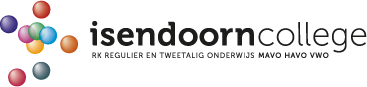 isendoorncollege
RK REGULIER EN TWEETALIG ONDERWIJS MAVO HAVO VWO